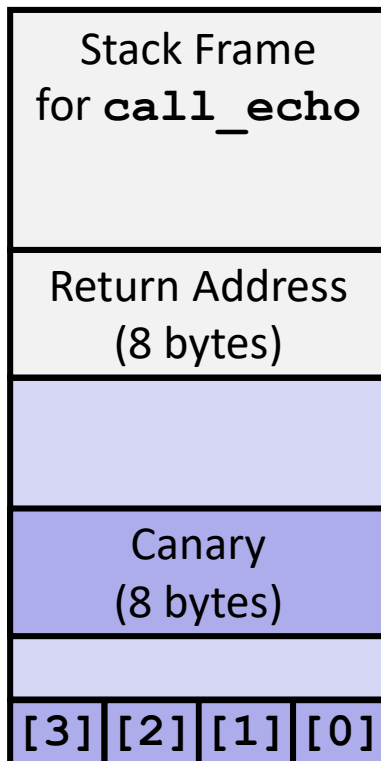 Stack Frame
for call_echo
Return Address
(8 bytes)
Canary
(8 bytes)
[3] [2] [1] [0]